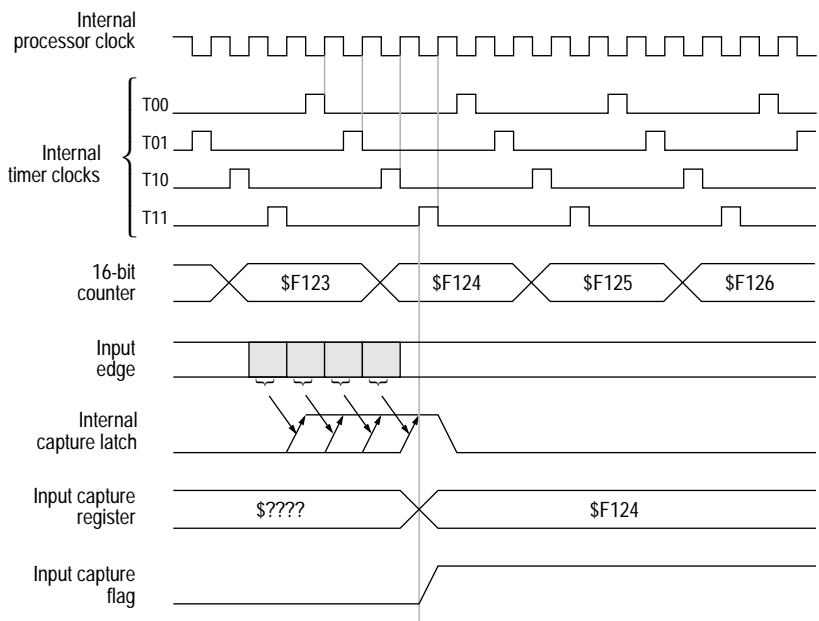 Internal
processor clock
T00
T01
Internal
timer clocks
T10
T11
16-bit
counter
$F123
$F124
$F125
$F126
Input
edge
Internal
capture latch
Input capture
register
$????
$F124
Input capture
flag